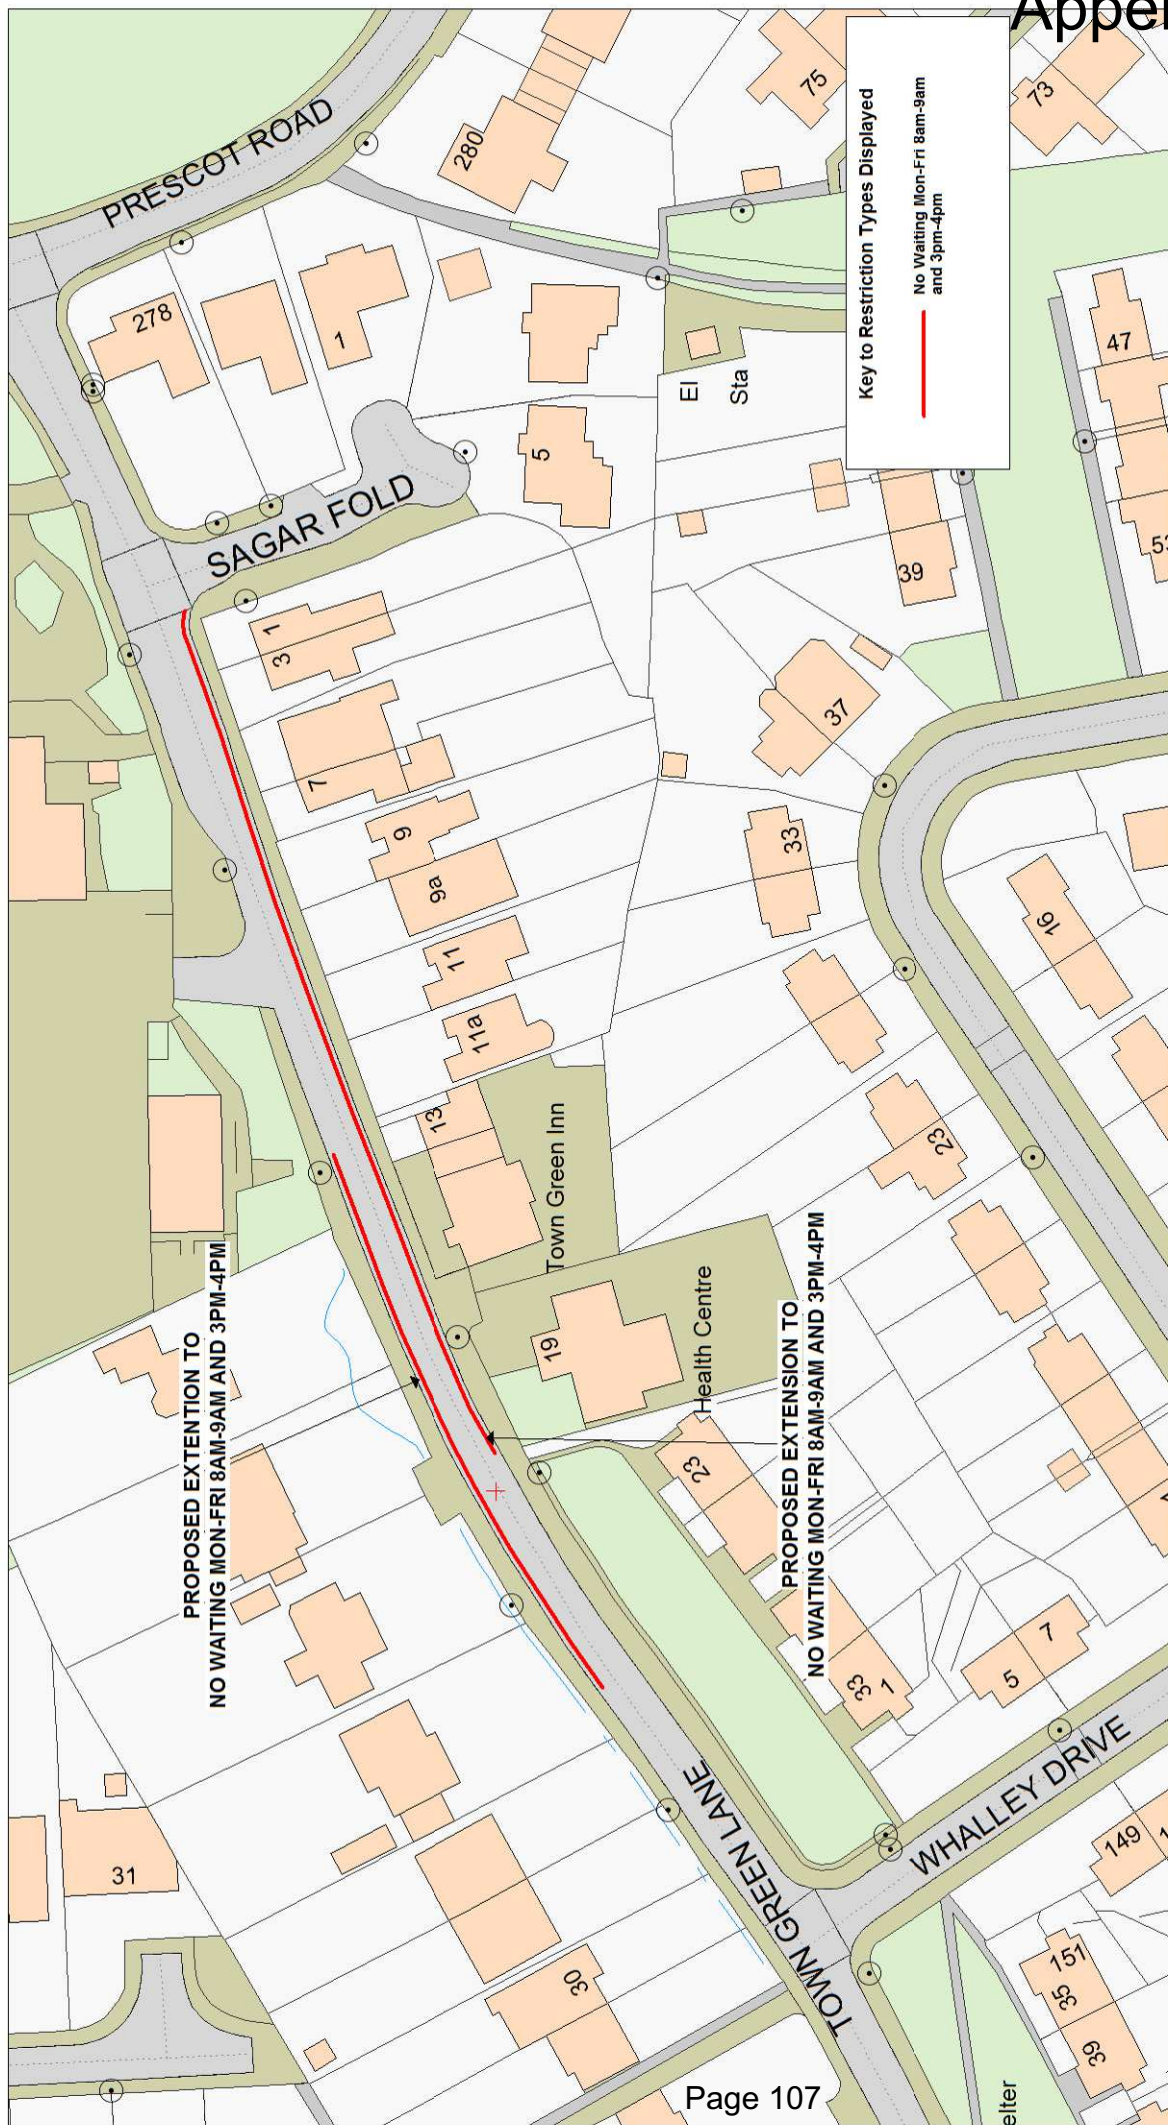 Appe
PRESCOT ROAD
280
75
73
Key to Restriction Types Displayed
No Waiting Mon-Fri 8am-9am
and 3pm-4pm
278
1
47
El
Sta
5
SAGAR FOLD
39
53
1
3
37
7
33
9
9a
16
11
11a
13
23
Town Green Inn
19
Health Centre
PROPOSED EXTENTION TO
NO WAITING MON-FRI 8AM-9AM AND 3PM-4PM
PROPOSED EXTENSION TO
NO WAITING MON-FRI 8AM-9AM AND 3PM-4PM
23
33
1
5
7
31
TOWN GREEN LANE
WHALLEY DRIVE
149
30
151
35
39
elter
Page 107